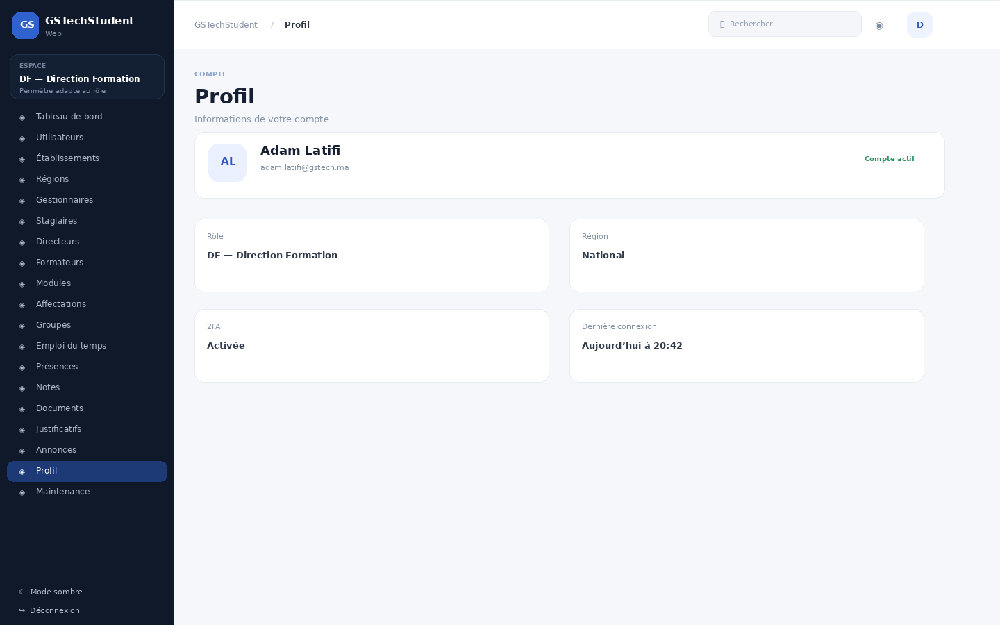 GS
GSTechStudent
Web
ESPACE
DF — Direction Formation
Périmètre adapté au rôle
Tableau de bord
Utilisateurs
Établissements
Régions
Gestionnaires
Stagiaires
Directeurs
Formateurs
Modules
Affectations
Groupes
Emploi du temps
Présences
Notes
Documents
Justificatifs
Annonces
Profil
Maintenance
Mode sombre
Déconnexion
GSTechStudent / Profil
Rechercher...
D
COMPTE
Profil
Informations de votre compte
AL
Adam Latifi
adam.latifi@gstech.ma
Compte actif
Rôle
DF — Direction Formation
Région
National
2FA
Activée
Dernière connexion
Aujourd’hui à 20:42